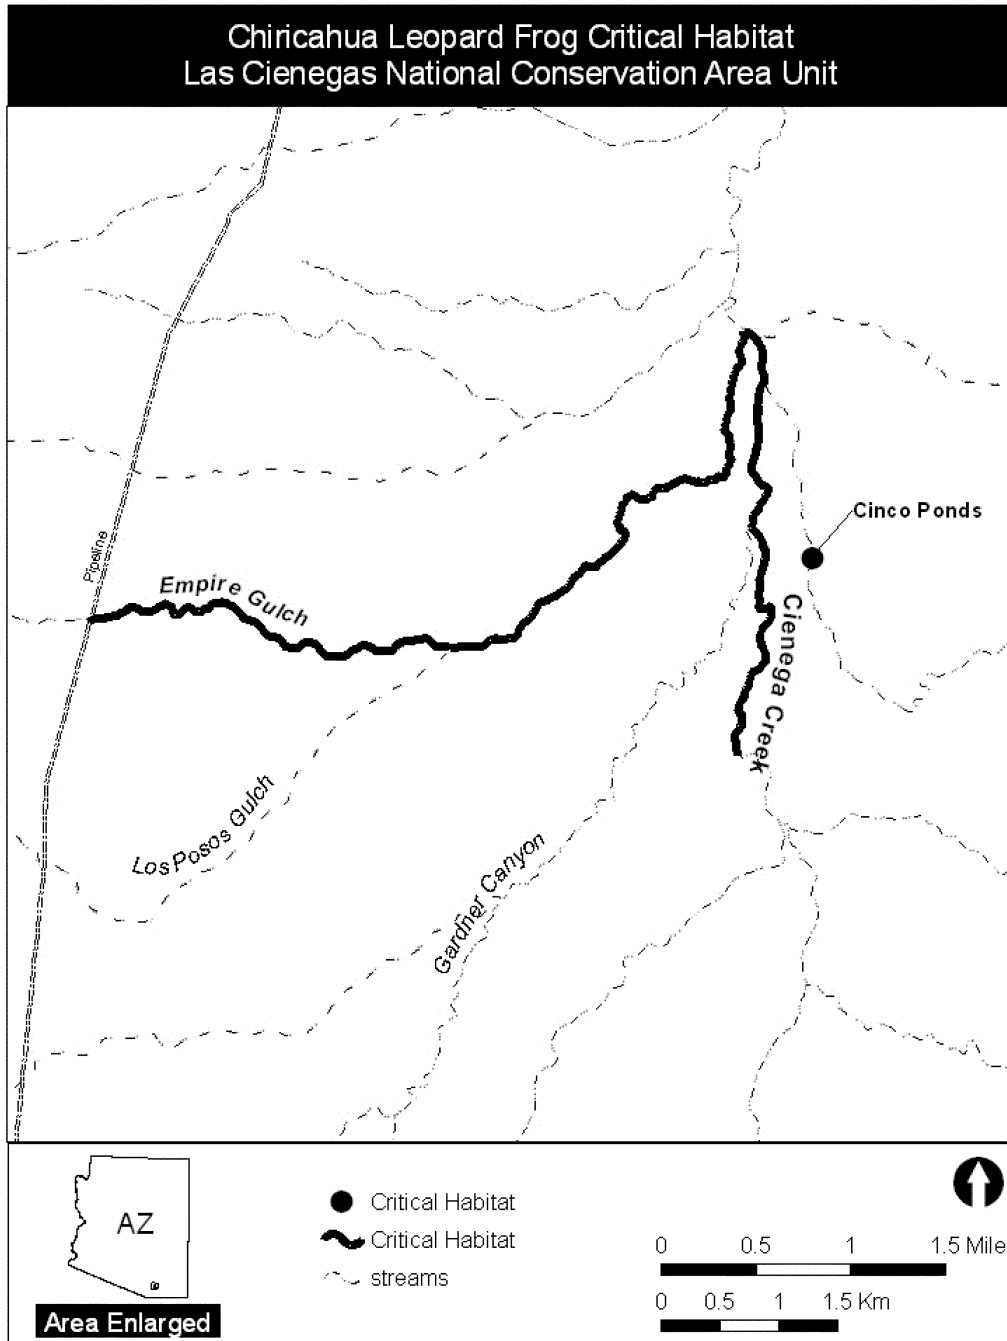 Chiricahua Leopard Frog Critical Habitat
Las Cienegas National Conservation Area Unit
Cinco Ponds
Pipeline
Empire Gulch
Cienega Creek
Los Posos Gulch
Gardner Canyon
AZ
Area Enlarged
Critical Habitat
Critical Habitat
streams
0 0.5 1 1.5 Mile
0 0.5 1 1.5 Km